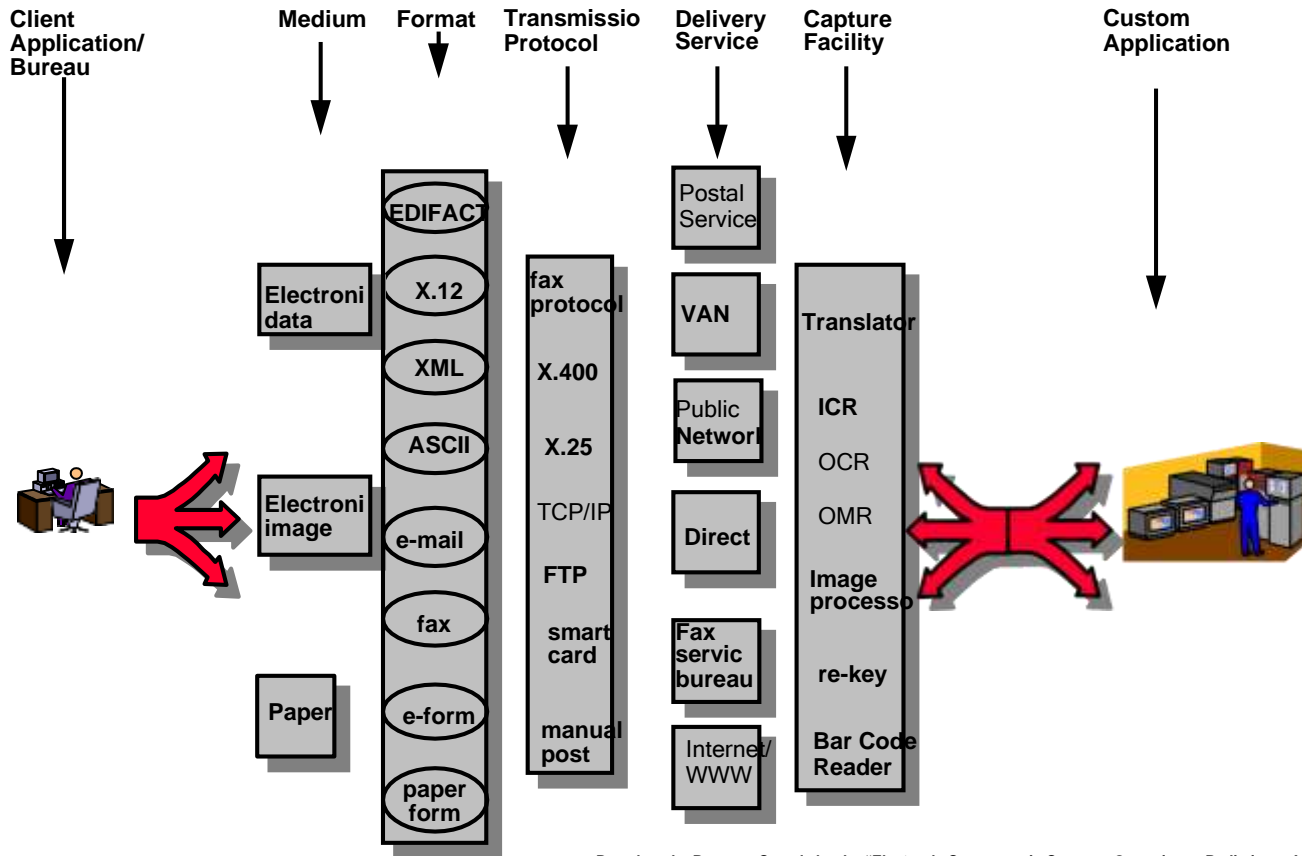 Client
Application/
Bureau
Medium
Format
Transmissio
Protocol
Delivery
Service
Capture
Facility
Custom
Application
Electroni
data
Electroni
image
Paper
EDIFACT
X.12
XML
ASCII
e-mail
fax
e-form
paper
form
fax
protocol
X.400
X.25
TCP/IP
FTP
smart
card
manual
post
Postal
Service
VAN
Public
Networl
Direct
Fax
servic
bureau
Internet/
WWW
Translator
ICR
OCR
OMR
Image
processo
re-key
Bar Code
Reader